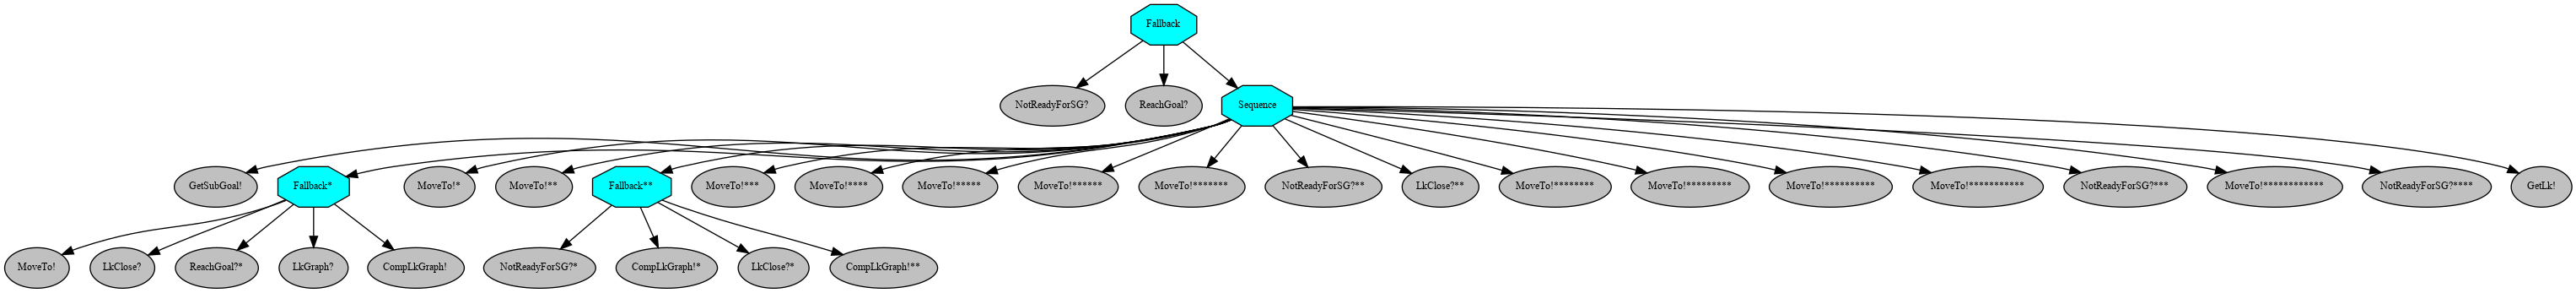 Fallback
NotReadyForSG?
ReachGoal?
Sequence
GetSubGoal!
Fallback*
MoveTo!*
MoveTo!**
Fallback**
MoveTo!***
MoveTo!****
MoveTo!*****
MoveTo!******
MoveTo!*******
NotReadyForSG?**
LkClose?**
MoveTo!********
MoveTo!*********
MoveTo!**********
MoveTo!***********
NotReadyForSG?***
MoveTo!************
NotReadyForSG?****
GetLk!
MoveTo!
LkClose?
ReachGoal?*
LkGraph?
CompLkGraph!
NotReadyForSG?*
CompLkGraph!*
LkClose?*
CompLkGraph!**